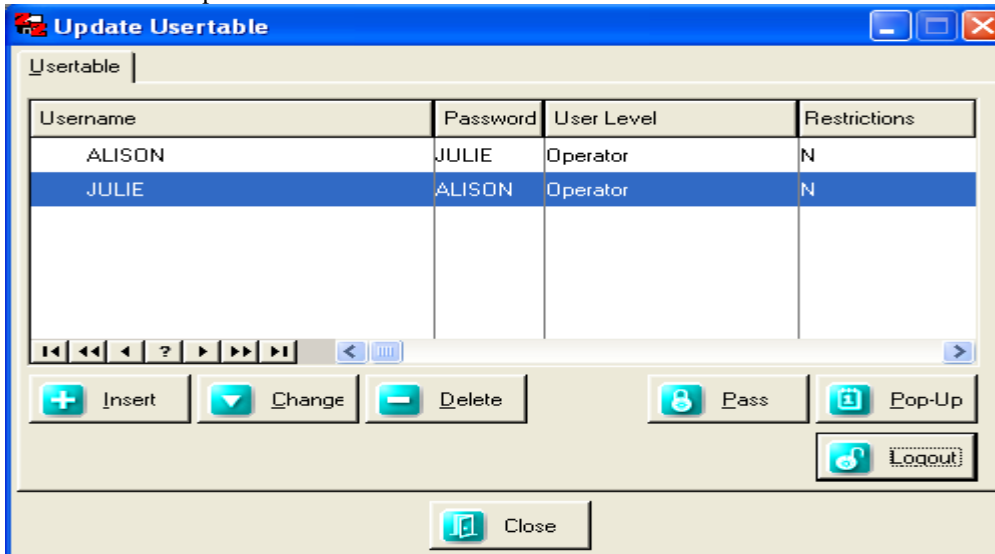 Update Usertable
Usertable
Username Password User Level Restrictions
ALISON JULIE Operator N
JULIE ALISON Operator N
?
Insert Change Delete Pass Pop-Up
Logout
Close